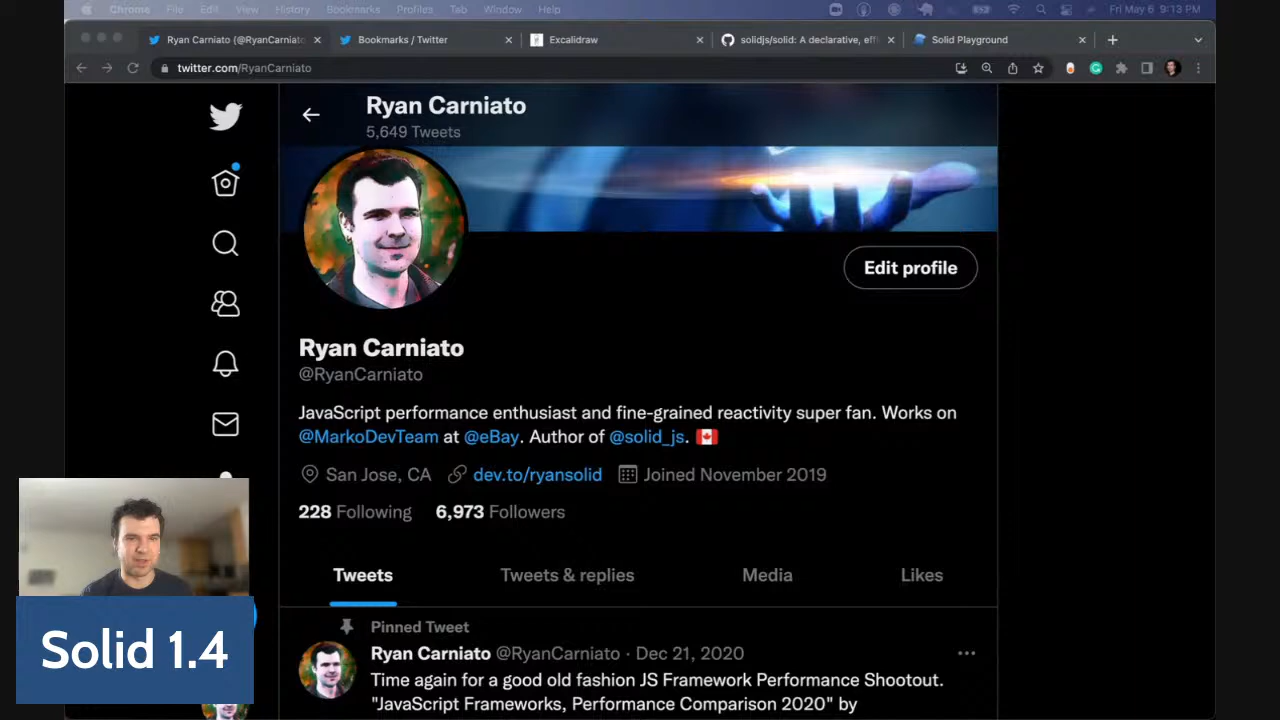 Chrome File Edit View History Bookmarks Profiles Tab Window Help Fri May 6 9:13 PM
Ryan Carniato (@RyanCarniato Bookmarks / Twitter Excalidraw solidjs/solid: A declarative, effi Solid Playground
twitter.com/RyanCarniato
Ryan Carniato
5,649 Tweets
Edit profile
Ryan Carniato
@RyanCarniato
JavaScript performance enthusiast and fine-grained reactivity super fan. Works on
@MarkoDevTeam at @eBay. Author of @solid_js.
San Jose, CA dev.to/ryansolid Joined November 2019
228 Following 6,973 Followers
Tweets Tweets & replies Media Likes
Pinned Tweet
Ryan Carniato @RyanCarniato · Dec 21, 2020
Time again for a good old fashion JS Framework Performance Shootout.
"JavaScript Frameworks, Performance Comparison 2020" by
Solid 1.4